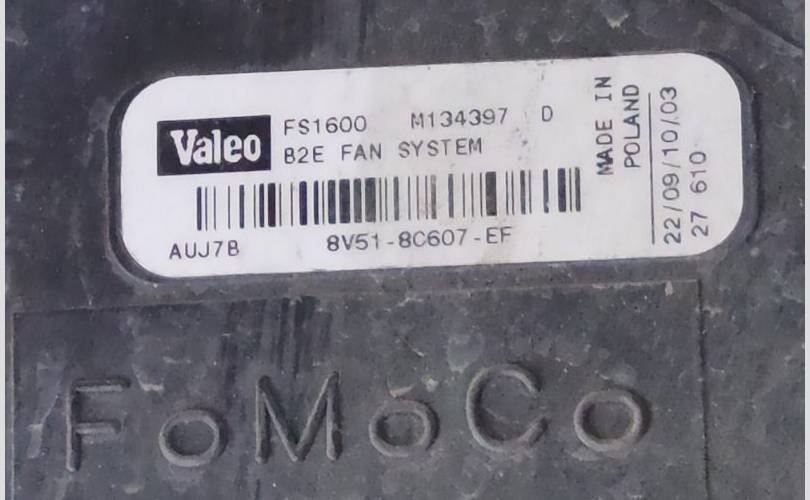 Valeo
FS1600 M134397 D
B2E FAN SYSTEM
AUJ7B 8V51-8C607-EF
MADE IN
POLAND
22/09/10/03
27 610
FoMoCo